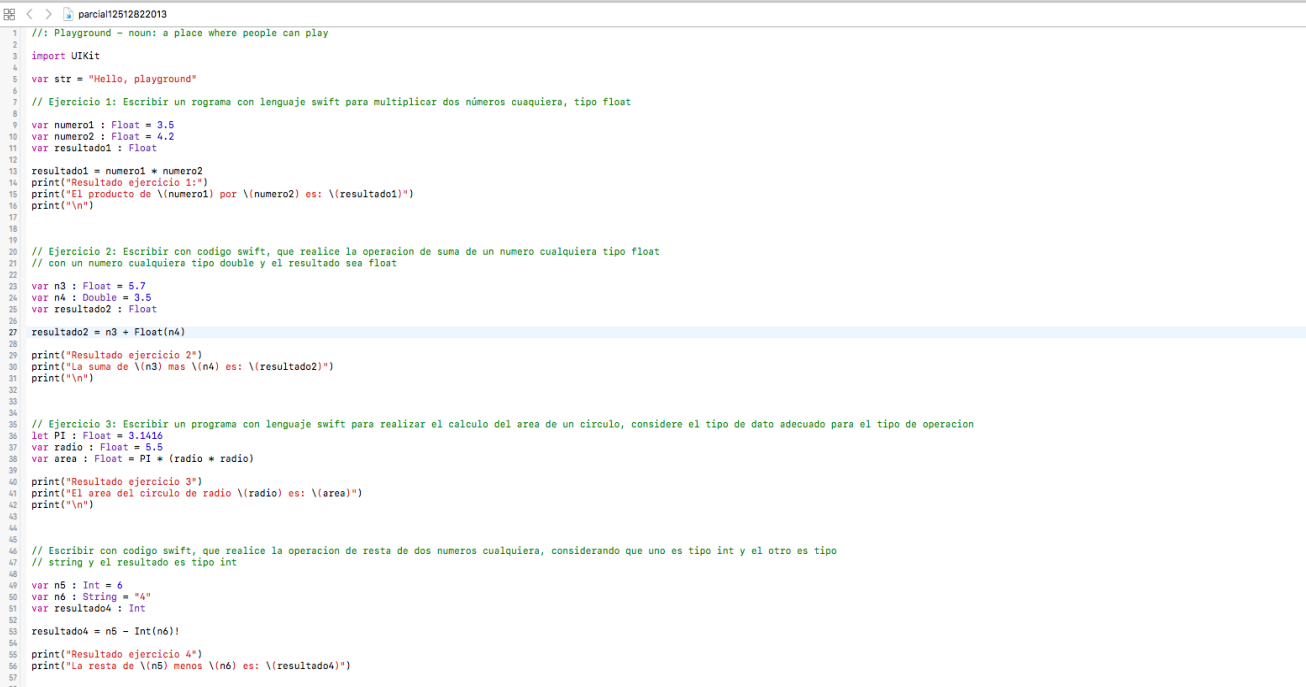 parcial12512822013
1 //: Playground - noun: a place where people can play
2
3 import UIKit
4
5 var str = "Hello, playground"
6
7 // Ejercicio 1: Escribir un rograma con lenguaje swift para multiplicar dos números cuaquiera, tipo float
8
9 var numero1 : Float = 3.5
10 var numero2 : Float = 4.2
11 var resultado1 : Float
12
13 resultado1 = numero1 * numero2
14 print("Resultado ejercicio 1:")
15 print("El producto de \(numero1) por \(numero2) es: \(resultado1)")
16 print("\n")
17
18
19
20 // Ejercicio 2: Escribir con codigo swift, que realice la operacion de suma de un numero cualquiera tipo float
21 // con un numero cualquiera tipo double y el resultado sea float
22
23 var n3 : Float = 5.7
24 var n4 : Double = 3.5
25 var resultado2 : Float
26
27 resultado2 = n3 + Float(n4)
28
29 print("Resultado ejercicio 2")
30 print("La suma de \(n3) mas \(n4) es: \(resultado2)")
31 print("\n")
32
33
34
35 // Ejercicio 3: Escribir un programa con lenguaje swift para realizar el calculo del area de un circulo, considere el tipo de dato adecuado para el tipo de operacion
36 let PI : Float = 3.1416
37 var radio : Float = 5.5
38 var area : Float = PI * (radio * radio)
39
40 print("Resultado ejercicio 3")
41 print("El area del circulo de radio \(radio) es: \(area)")
42 print("\n")
43
44
45
46 // Escribir con codigo swift, que realice la operacion de resta de dos numeros cualquiera, considerando que uno es tipo int y el otro es tipo
47 // string y el resultado es tipo int
48
49 var n5 : Int = 6
50 var n6 : String = "4"
51 var resultado4 : Int
52
53 resultado4 = n5 - Int(n6)!
54
55 print("Resultado ejercicio 4")
56 print("La resta de \(n5) menos \(n6) es: \(resultado4)")
57